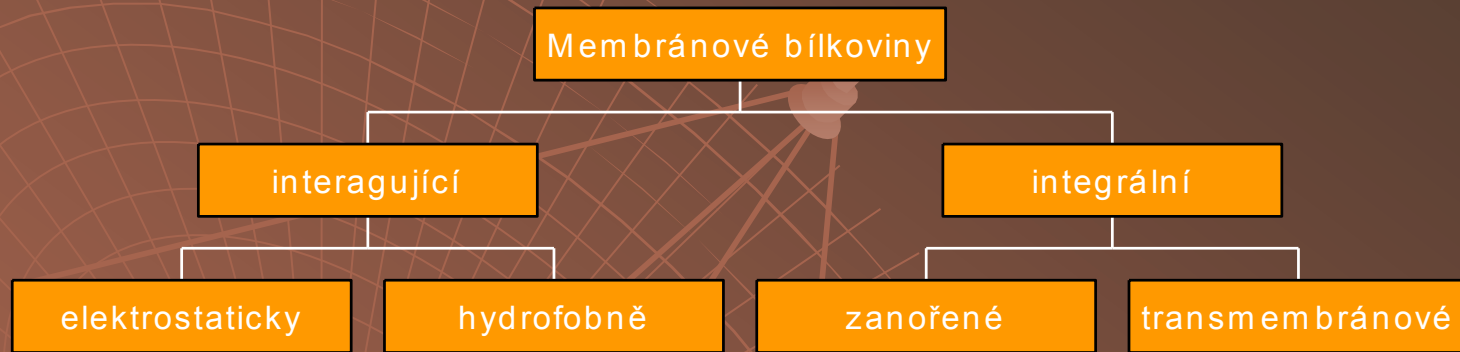 Membránové bílkoviny
interagující
integrální
elektrostaticky
hydrofobně
zanořené
transmembránové